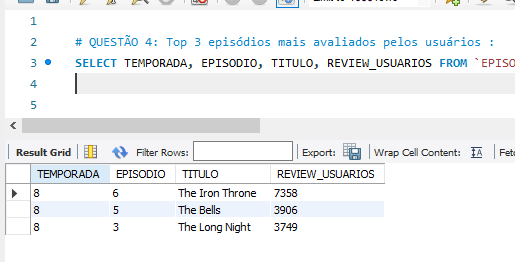 1
2 # QUESTÃO 4: Top 3 episódios mais avaliados pelos usuários :
3 SELECT TEMPORADA, EPISODIO, TITULO, REVIEW_USUARIOS FROM `EPISO
4
5
Result Grid Filter Rows: Export: Wrap Cell Content: IA Fetc
TEMPORADA EPISODIO TITULO REVIEW_USUARIOS
8 6 The Iron Throne 7358
8 5 The Bells 3906
8 3 The Long Night 3749